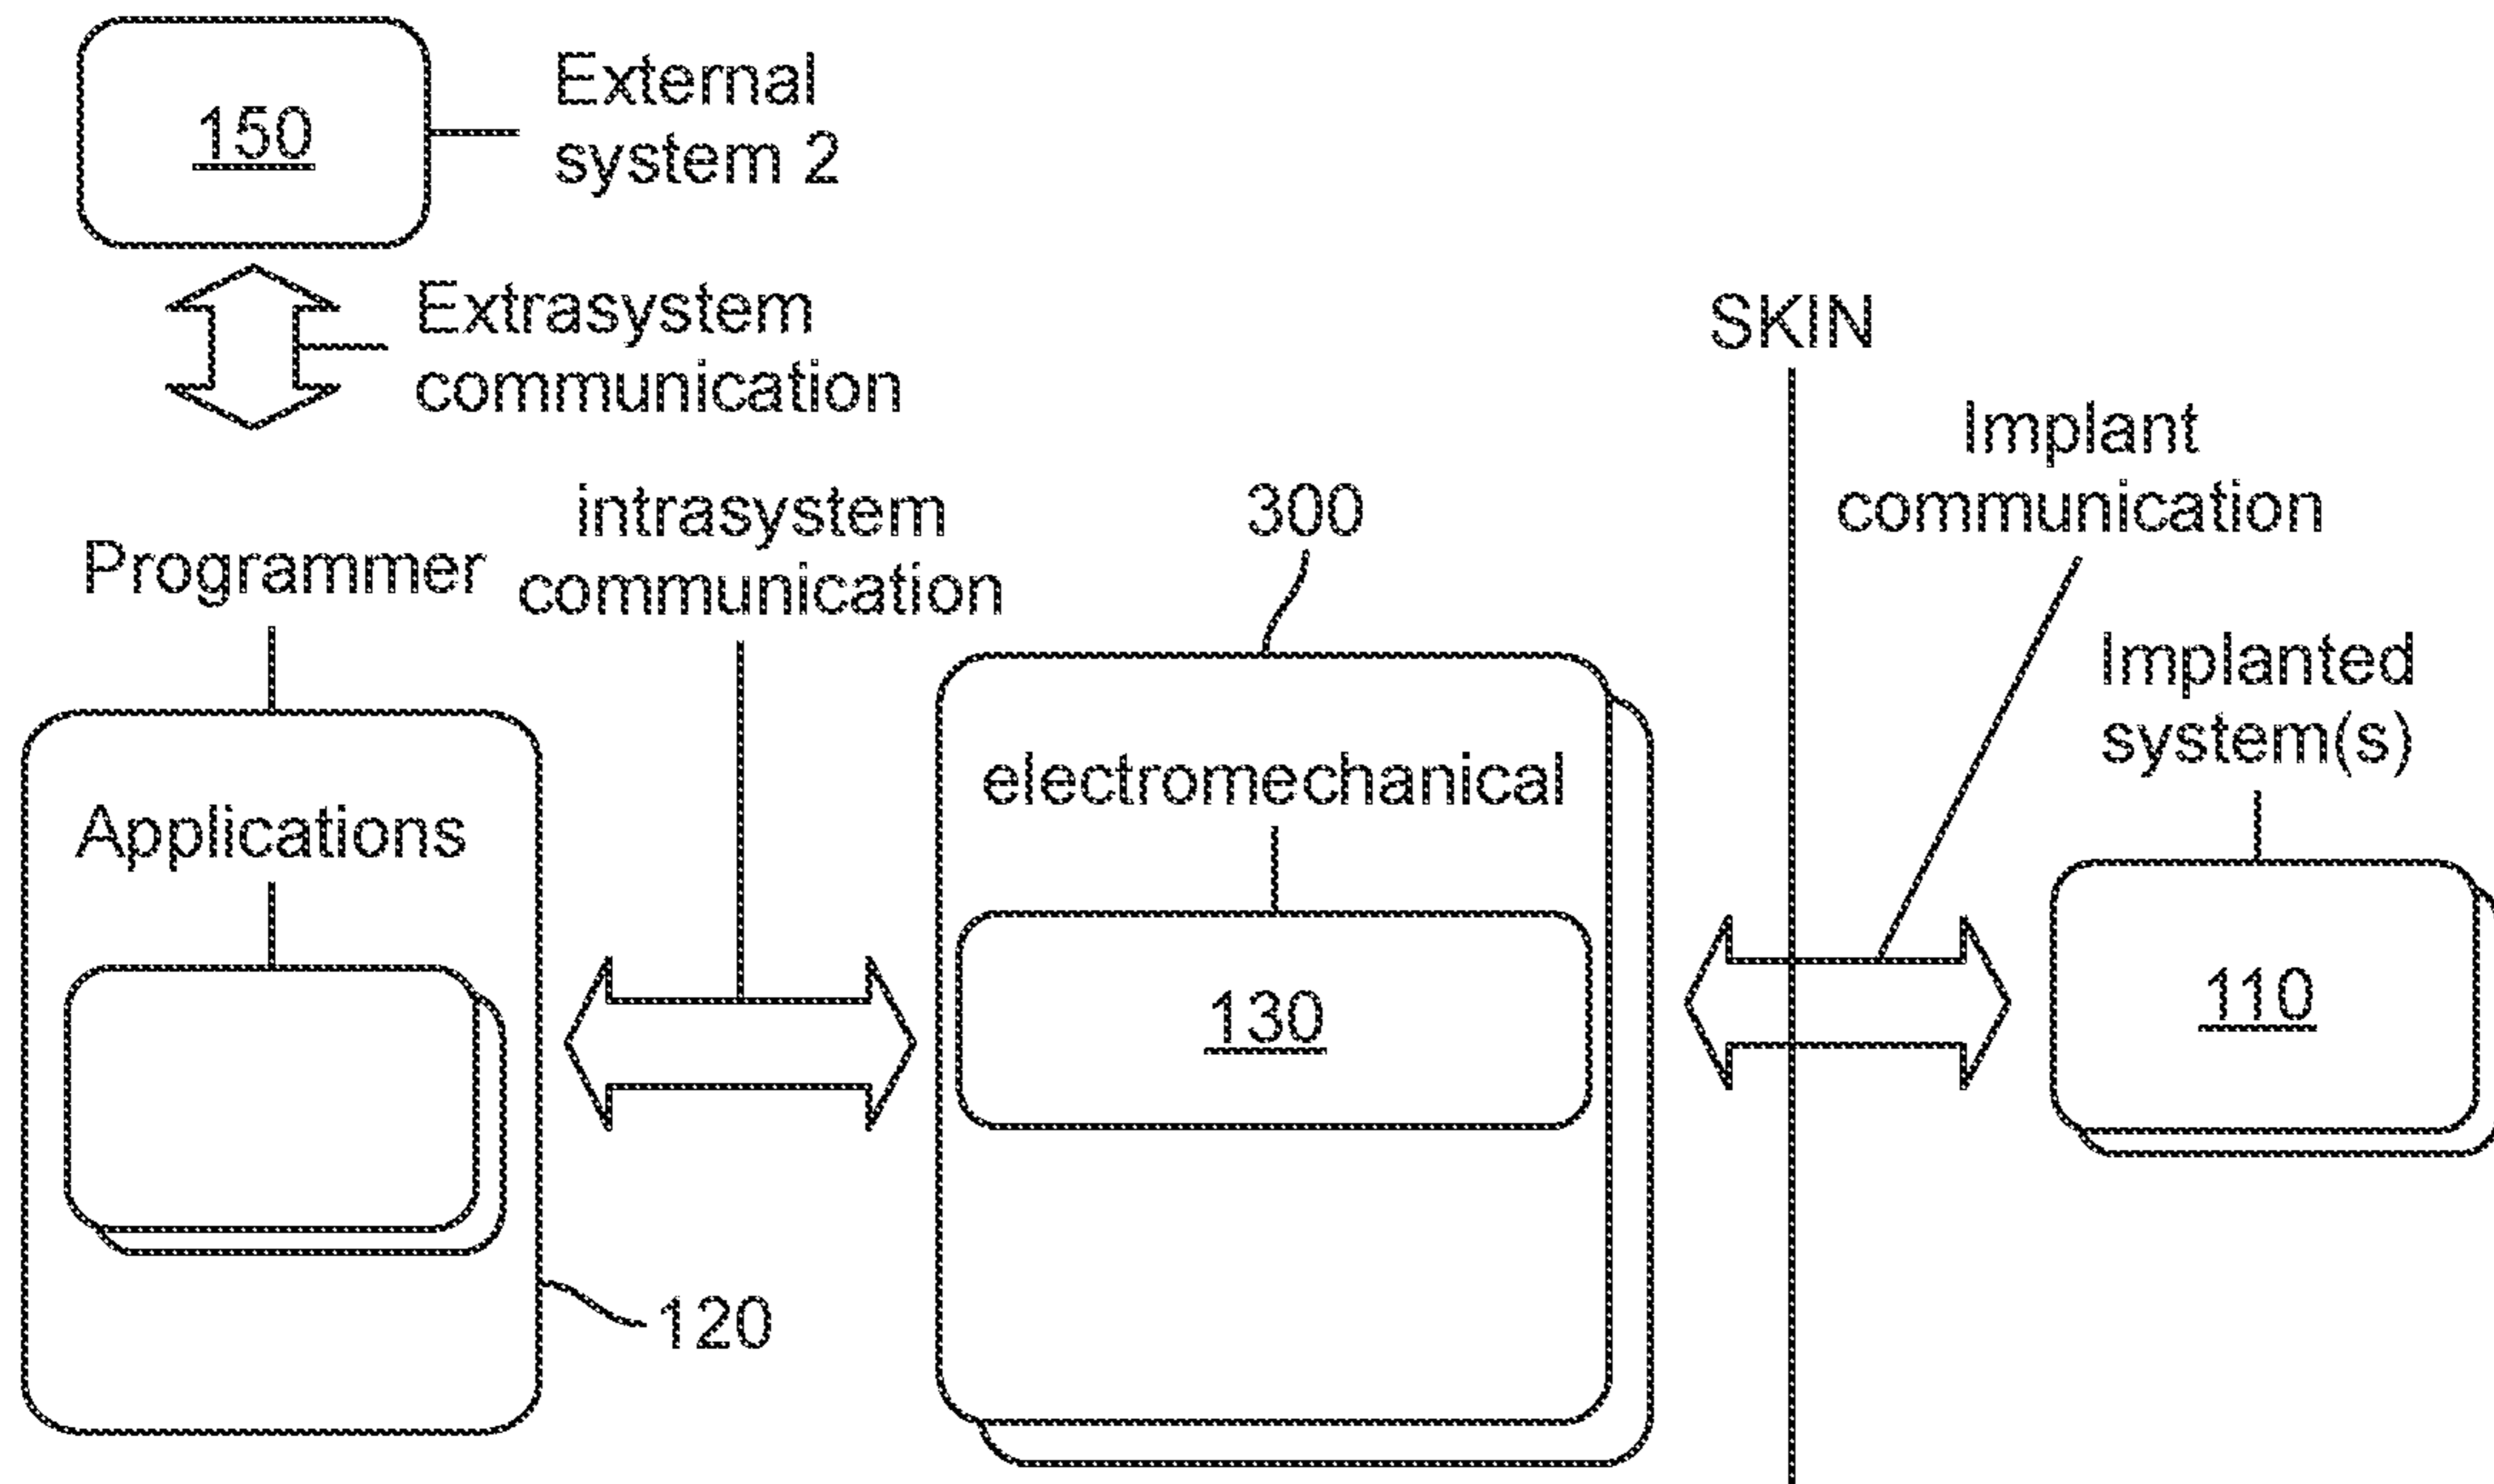 150
External
system 2
Extrasystem
communication
SKIN
Implant
communication
intrasystem
communication
300
Programmer
Implanted
system(s)
electromechanical
Applications
130
110
120